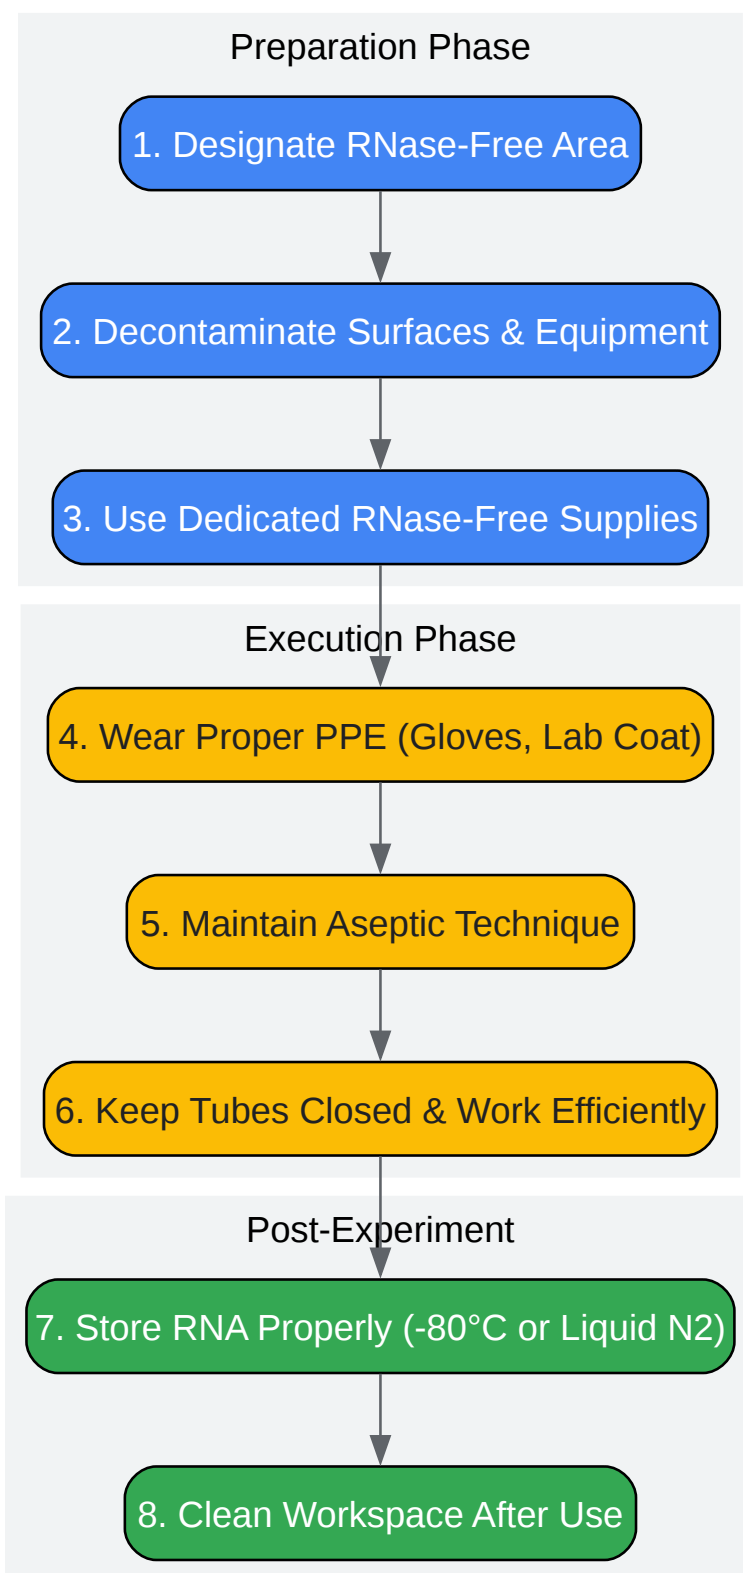 Preparation Phase
1. Designate RNase-Free Area
2. Decontaminate Surfaces & Equipment
3. Use Dedicated RNase-Free Supplies
Execution Phase
4. Wear Proper PPE (Gloves, Lab Coat)
5. Maintain Aseptic Technique
6. Keep Tubes Closed & Work Efficiently
Post-Experiment
7. Store RNA Properly (-80°C or Liquid N2)
8. Clean Workspace After Use